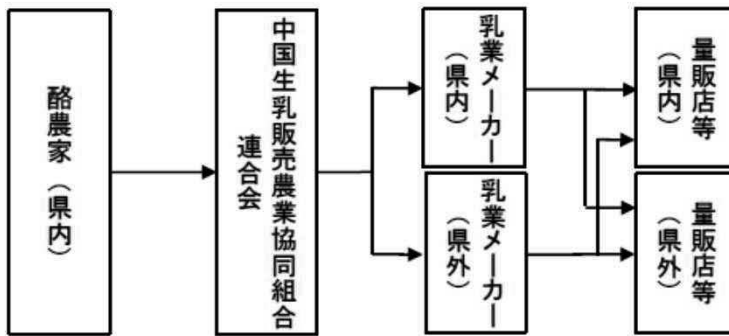 酪農家（県内）
中国生乳販売農業協同組合
連合会
乳業メーカー
（県内）
乳業メーカー
（県外）
量販店等
（県内）
量販店等
（県外）